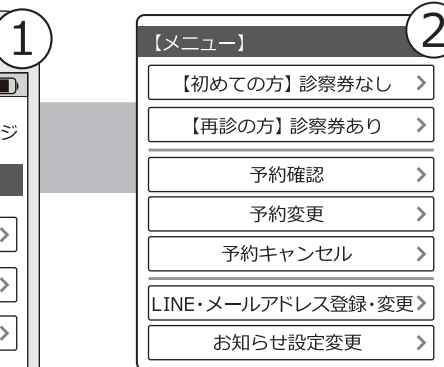 1
ジ
2
【メニュー】
【初めての方】診察券なし
【再診の方】診察券あり
予約確認
予約変更
予約キャンセル
LINE・メールアドレス登録・変更
お知らせ設定変更